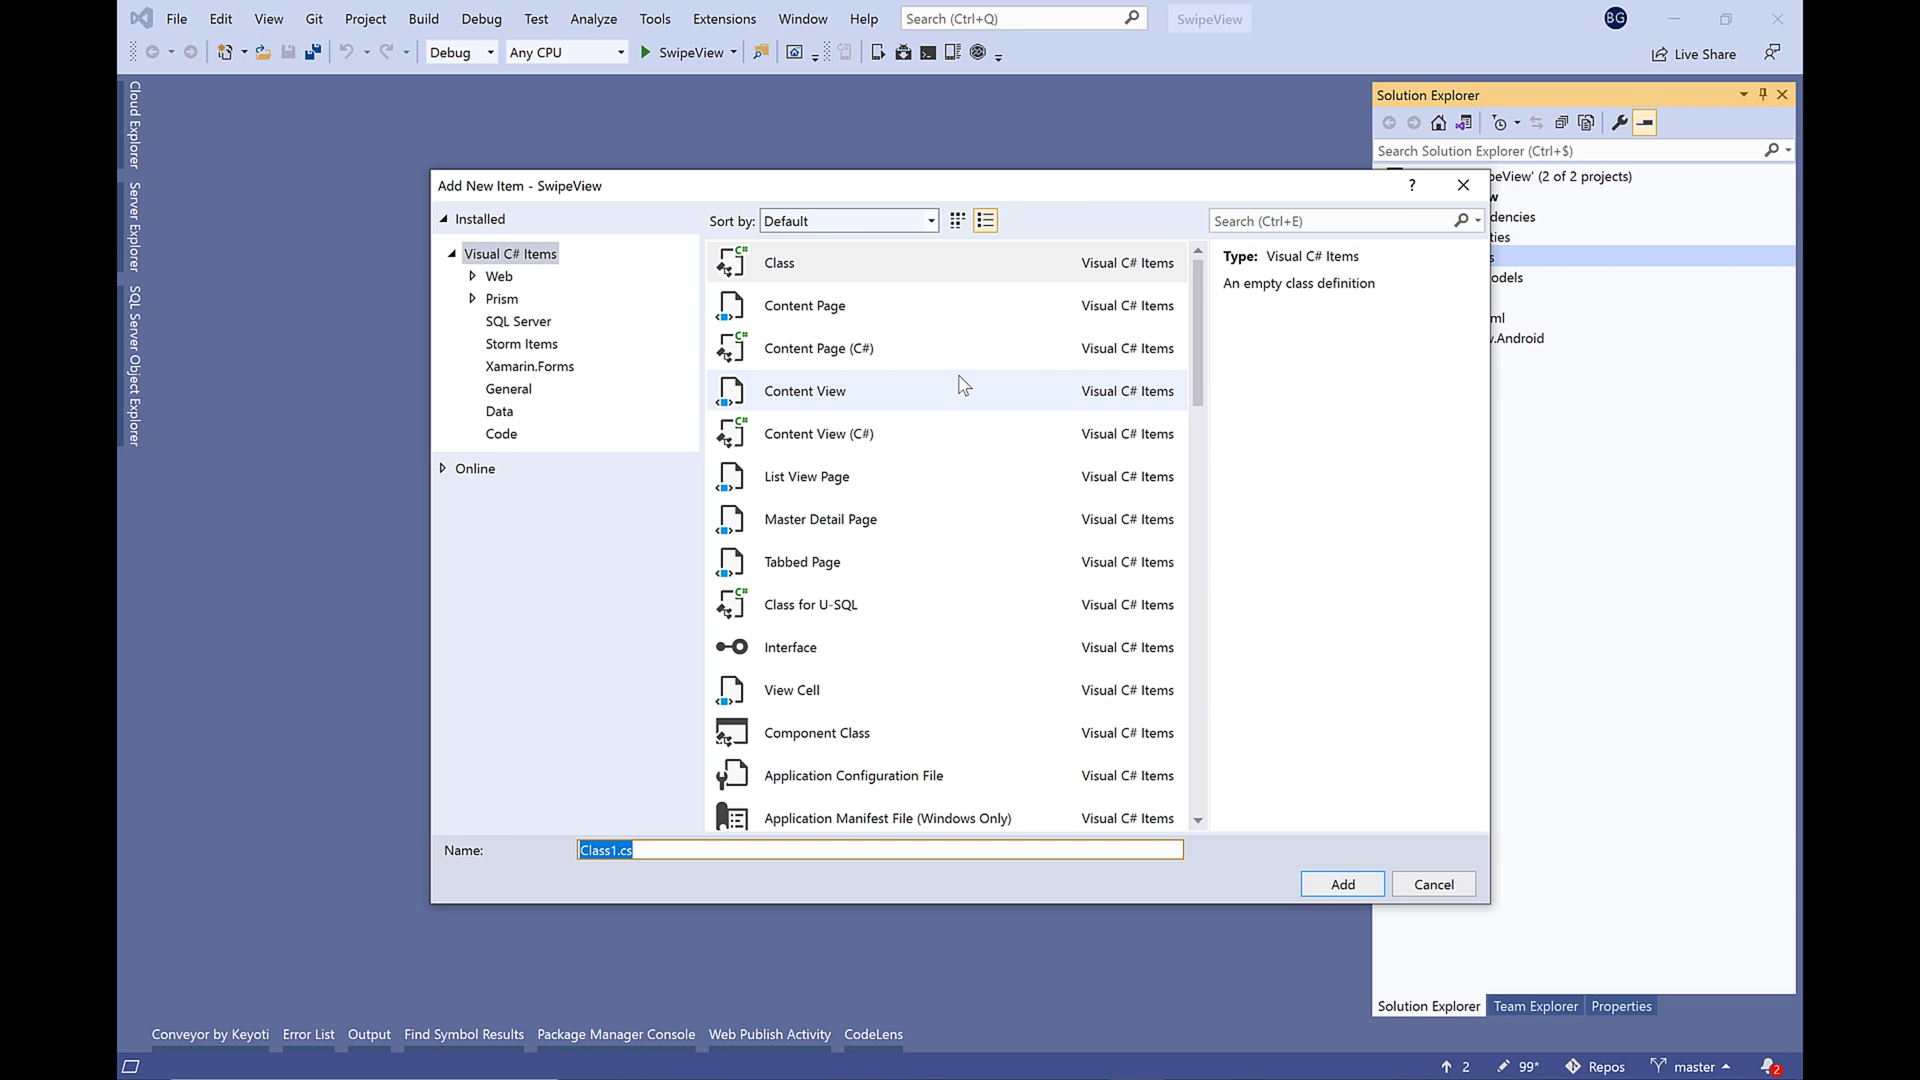 File Edit View Git Project Build Debug Test Analyze Tools Extensions Window Help Search (Ctrl+Q) SwipeView BG
Debug Any CPU SwipeView Live Share
Cloud Explorer
Server Explorer
SQL Server Object Explorer
Solution Explorer
Search Solution Explorer (Ctrl+$)
peView' (2 of 2 projects)
w
dencies
ties
s
odels
ml
v.Android
Add New Item - SwipeView ?
Installed
Sort by: Default
Search (Ctrl+E)
Visual C# Items
Web
Prism
SQL Server
Storm Items
Xamarin.Forms
General
Data
Code
Online
C# Class Visual C# Items
Content Page Visual C# Items
C# Content Page (C#) Visual C# Items
Content View Visual C# Items
C# Content View (C#) Visual C# Items
List View Page Visual C# Items
Master Detail Page Visual C# Items
Tabbed Page Visual C# Items
C# Class for U-SQL Visual C# Items
Interface Visual C# Items
View Cell Visual C# Items
Component Class Visual C# Items
Application Configuration File Visual C# Items
Application Manifest File (Windows Only) Visual C# Items
Type: Visual C# Items
An empty class definition
Name: Class1.cs
Add Cancel
Solution Explorer Team Explorer Properties
Conveyor by Keyoti Error List Output Find Symbol Results Package Manager Console Web Publish Activity CodeLens
2 99* Repos master 2